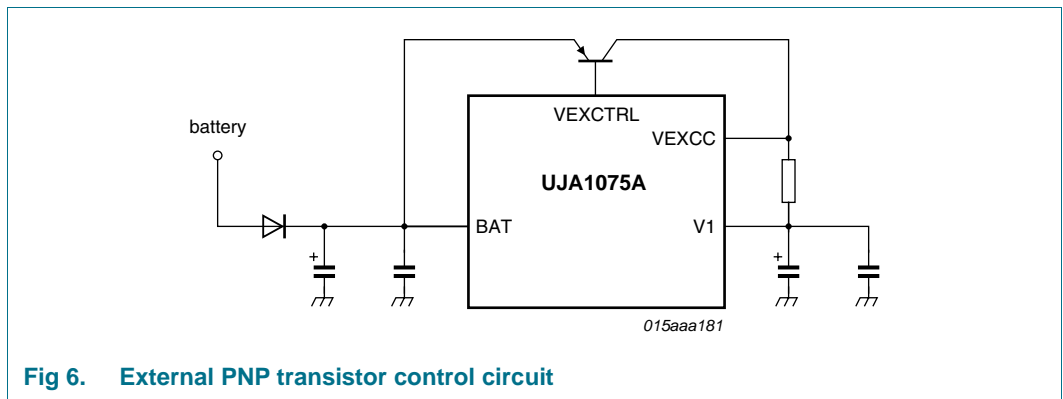 VEXCTRL
battery
VEXCC
UJA1075A
BAT
V1
+
+
015aaa181
Fig 6. External PNP transistor control circuit